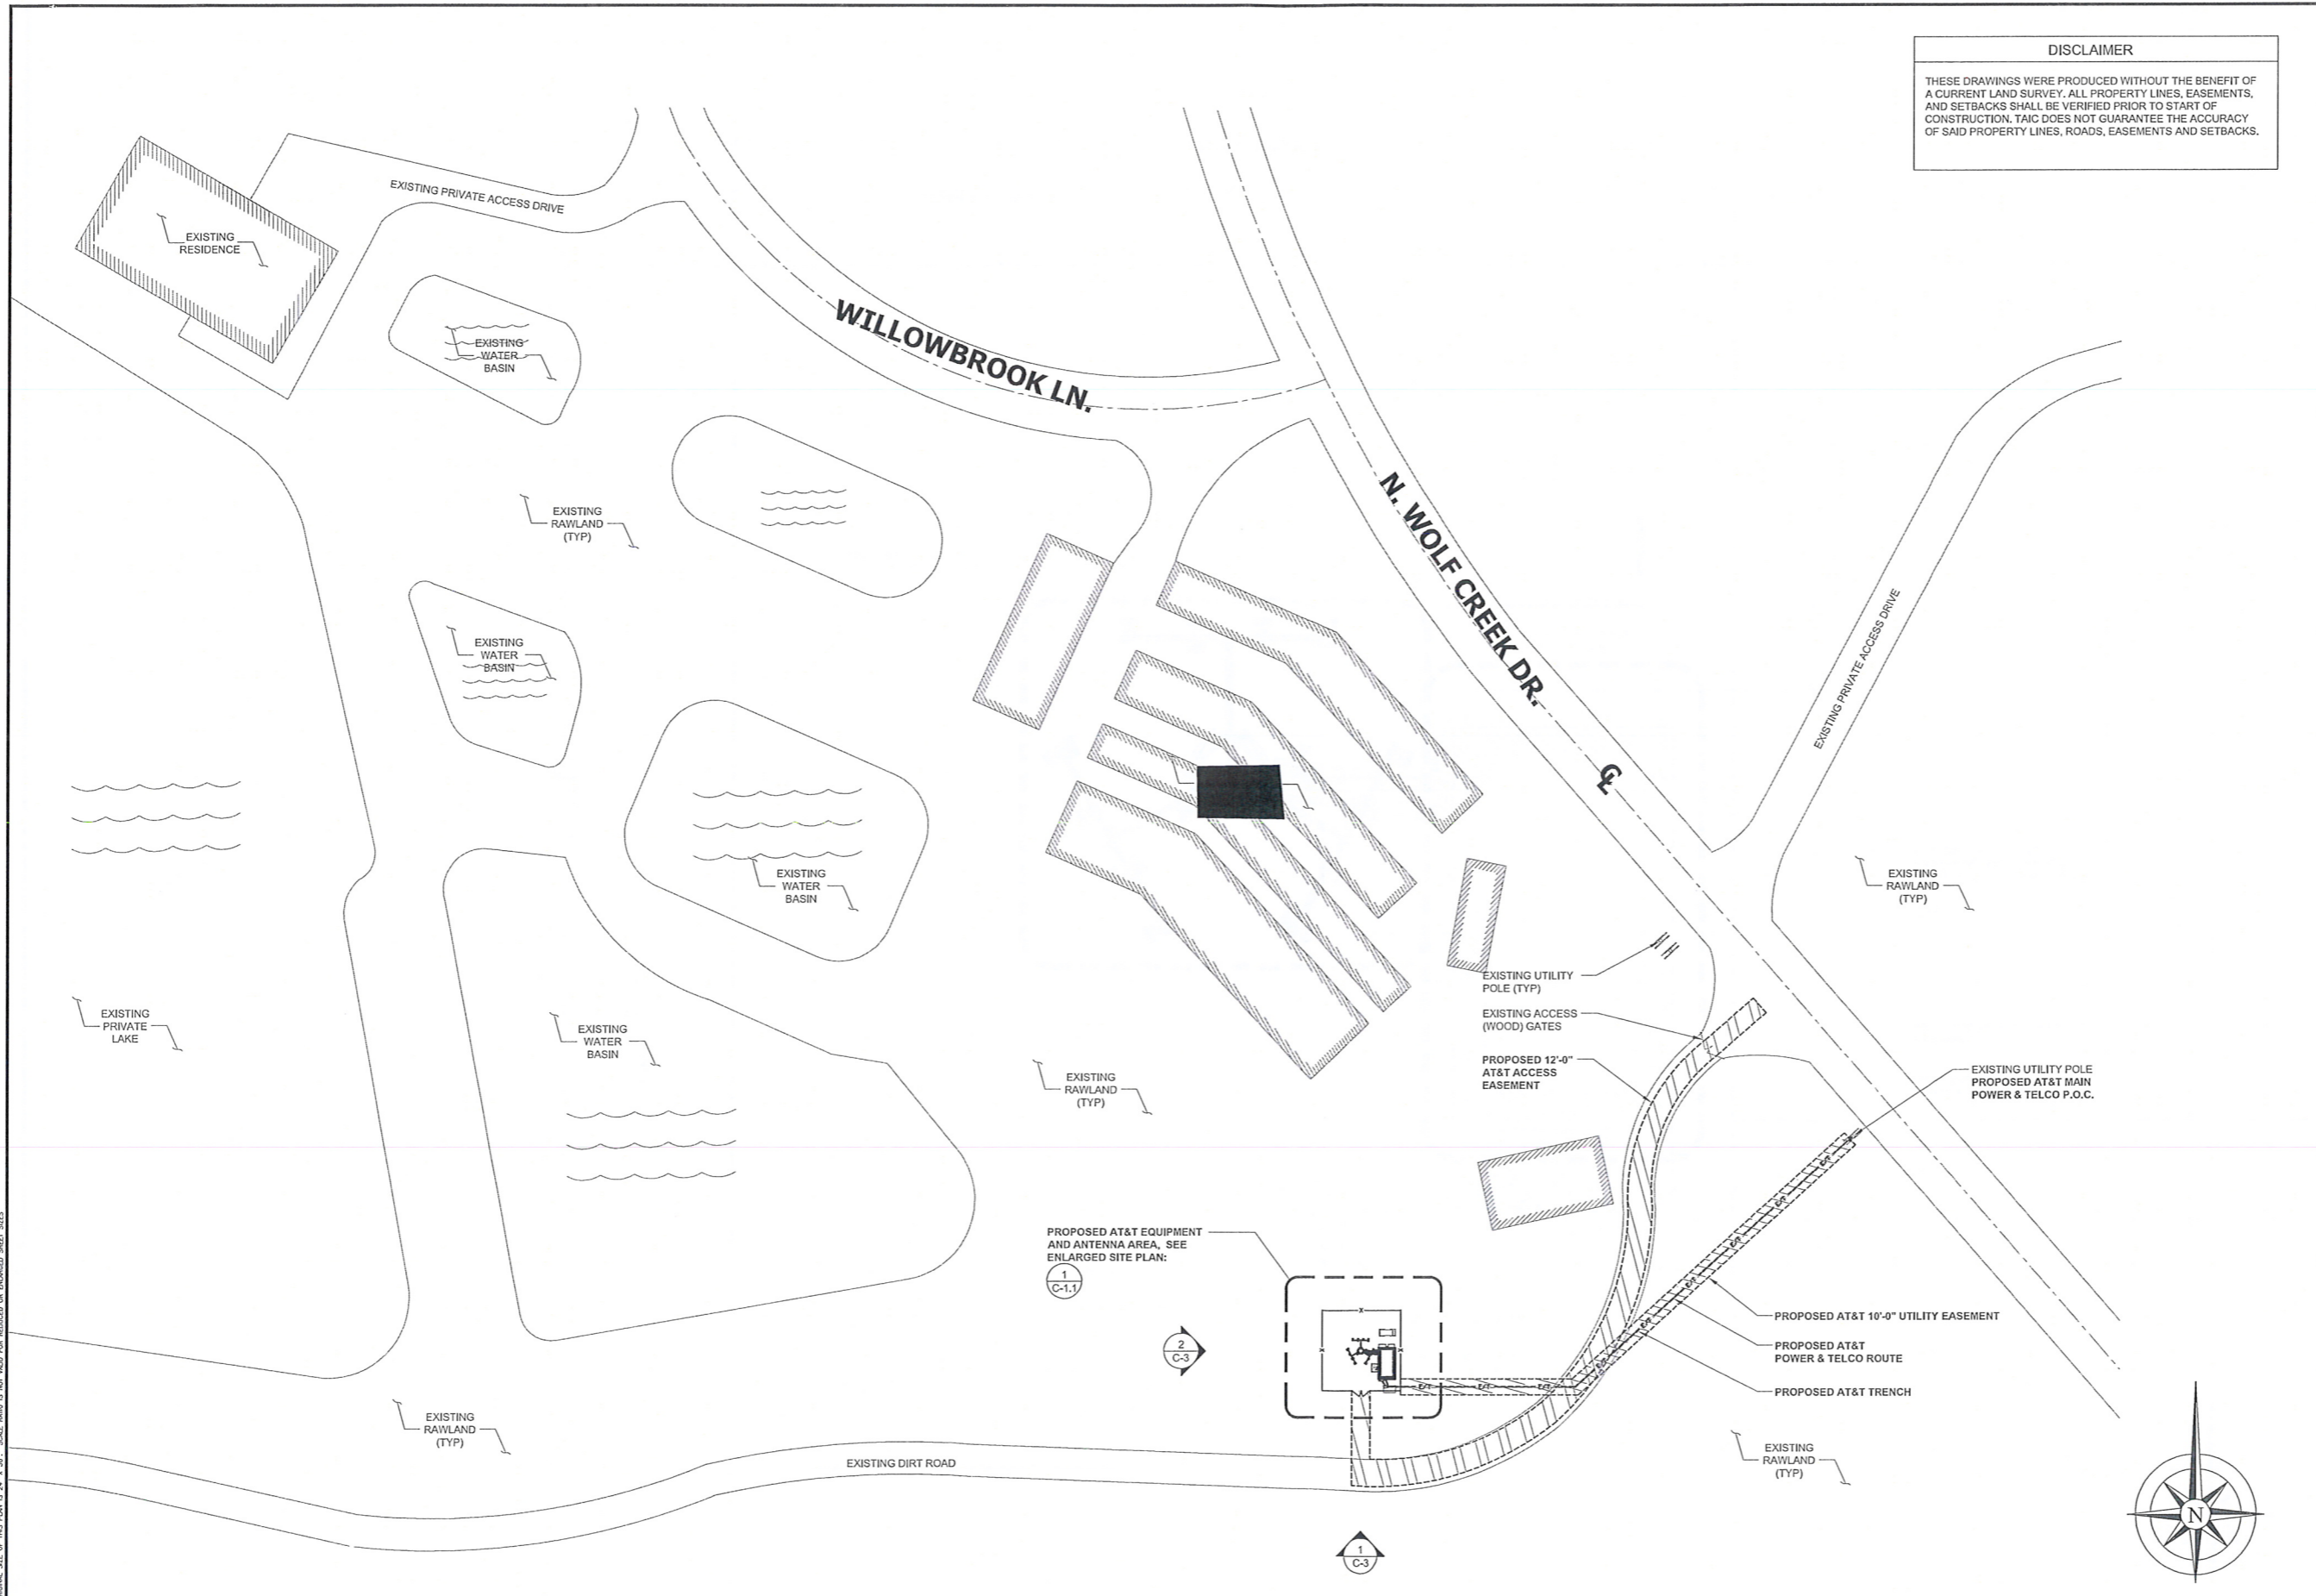 DISCLAIMER
THESE DRAWINGS WERE PRODUCED WITHOUT THE BENEFIT OF
A CURRENT LAND SURVEY. ALL PROPERTY LINES, EASEMENTS,
AND SETBACKS SHALL BE VERIFIED PRIOR TO START OF
CONSTRUCTION. TAIC DOES NOT GUARANTEE THE ACCURACY
OF SAID PROPERTY LINES, ROADS, EASEMENTS AND SETBACKS.
EXISTING PRIVATE ACCESS DRIVE
EXISTING
RESIDENCE
EXISTING
WATER
BASIN
WILLOWBROOK LN.
EXISTING
RAWLAND
(TYP)
N. WOLF CREEK DR.
EXISTING
WATER
BASIN
EXISTING PRIVATE ACCESS DRIVE
CL
EXISTING
WATER
BASIN
EXISTING
RAWLAND
(TYP)
EXISTING UTILITY
POLE (TYP)
EXISTING ACCESS
(WOOD) GATES
EXISTING
PRIVATE
LAKE
EXISTING
WATER
BASIN
PROPOSED 12'-0"
AT&T ACCESS
EASEMENT
EXISTING
RAWLAND
(TYP)
EXISTING UTILITY POLE
PROPOSED AT&T MAIN
POWER & TELCO P.O.C.
PROPOSED AT&T EQUIPMENT
AND ANTENNA AREA, SEE
ENLARGED SITE PLAN:
1
C-1.1
PROPOSED AT&T 10'-0" UTILITY EASEMENT
2
C-3
PROPOSED AT&T
POWER & TELCO ROUTE
PROPOSED AT&T TRENCH
EXISTING
RAWLAND
(TYP)
EXISTING DIRT ROAD
EXISTING
RAWLAND
(TYP)
N
1
C-3